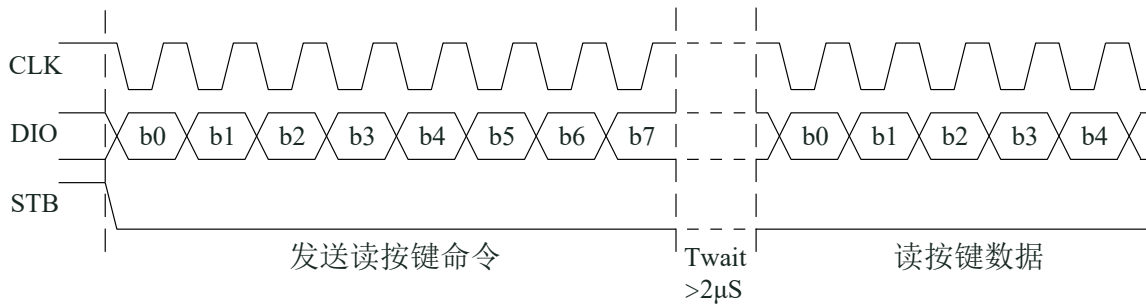 CLK
DIO b0 b1 b2 b3 b4 b5 b6 b7 b0 b1 b2 b3 b4
STB
发送读按键命令 Twait 读按键数据
>2μS